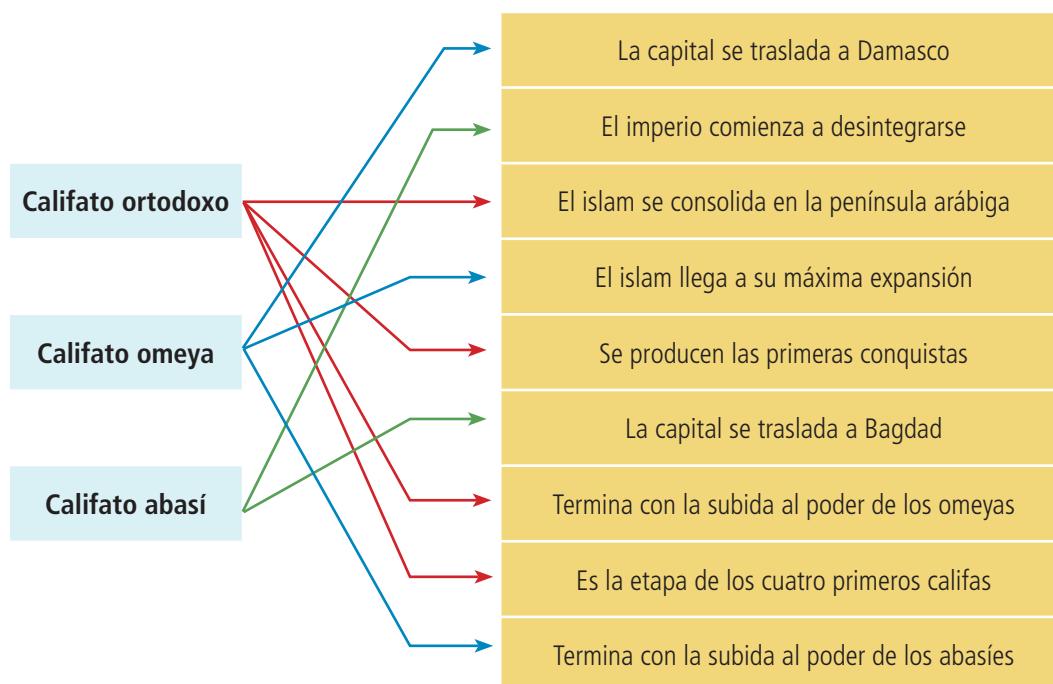 Califato ortodoxo
Califato omeya
Califato abasí
La capital se traslada a Damasco
El imperio comienza a desintegrarse
El islam se consolida en la península arábiga
El islam llega a su máxima expansión
Se producen las primeras conquistas
La capital se traslada a Bagdad
Termina con la subida al poder de los omeyas
Es la etapa de los cuatro primeros califas
Termina con la subida al poder de los abasíes